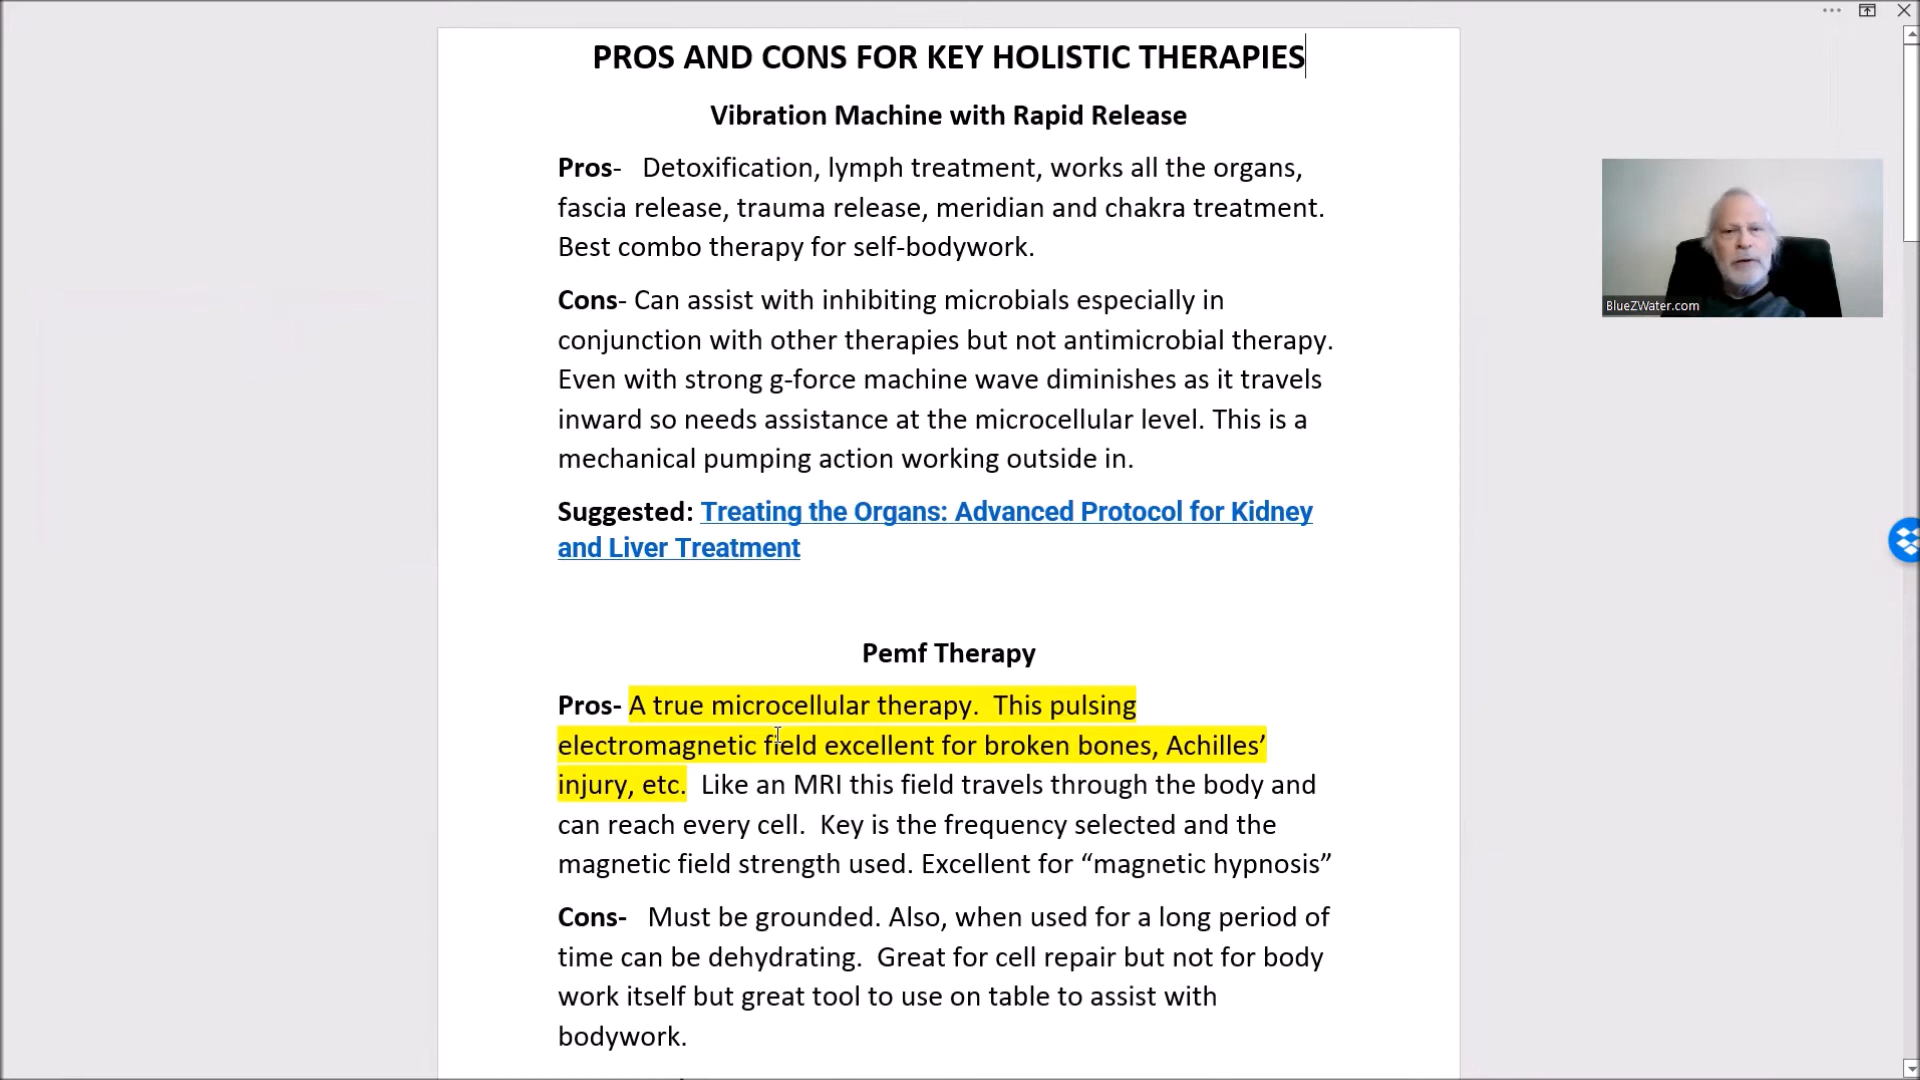 PROS AND CONS FOR KEY HOLISTIC THERAPIES
Vibration Machine with Rapid Release
Pros- Detoxification, lymph treatment, works all the organs,
fascia release, trauma release, meridian and chakra treatment.
Best combo therapy for self-bodywork.
Cons- Can assist with inhibiting microbials especially in
conjunction with other therapies but not antimicrobial therapy.
Even with strong g-force machine wave diminishes as it travels
inward so needs assistance at the microcellular level. This is a
mechanical pumping action working outside in.
Suggested: Treating the Organs: Advanced Protocol for Kidney
and Liver Treatment
BlueZWater.com
Pemf Therapy
Pros- A true microcellular therapy. This pulsing
electromagnetic field excellent for broken bones, Achilles’
injury, etc. Like an MRI this field travels through the body and
can reach every cell. Key is the frequency selected and the
magnetic field strength used. Excellent for “magnetic hypnosis”
Cons- Must be grounded. Also, when used for a long period of
time can be dehydrating. Great for cell repair but not for body
work itself but great tool to use on table to assist with
bodywork.